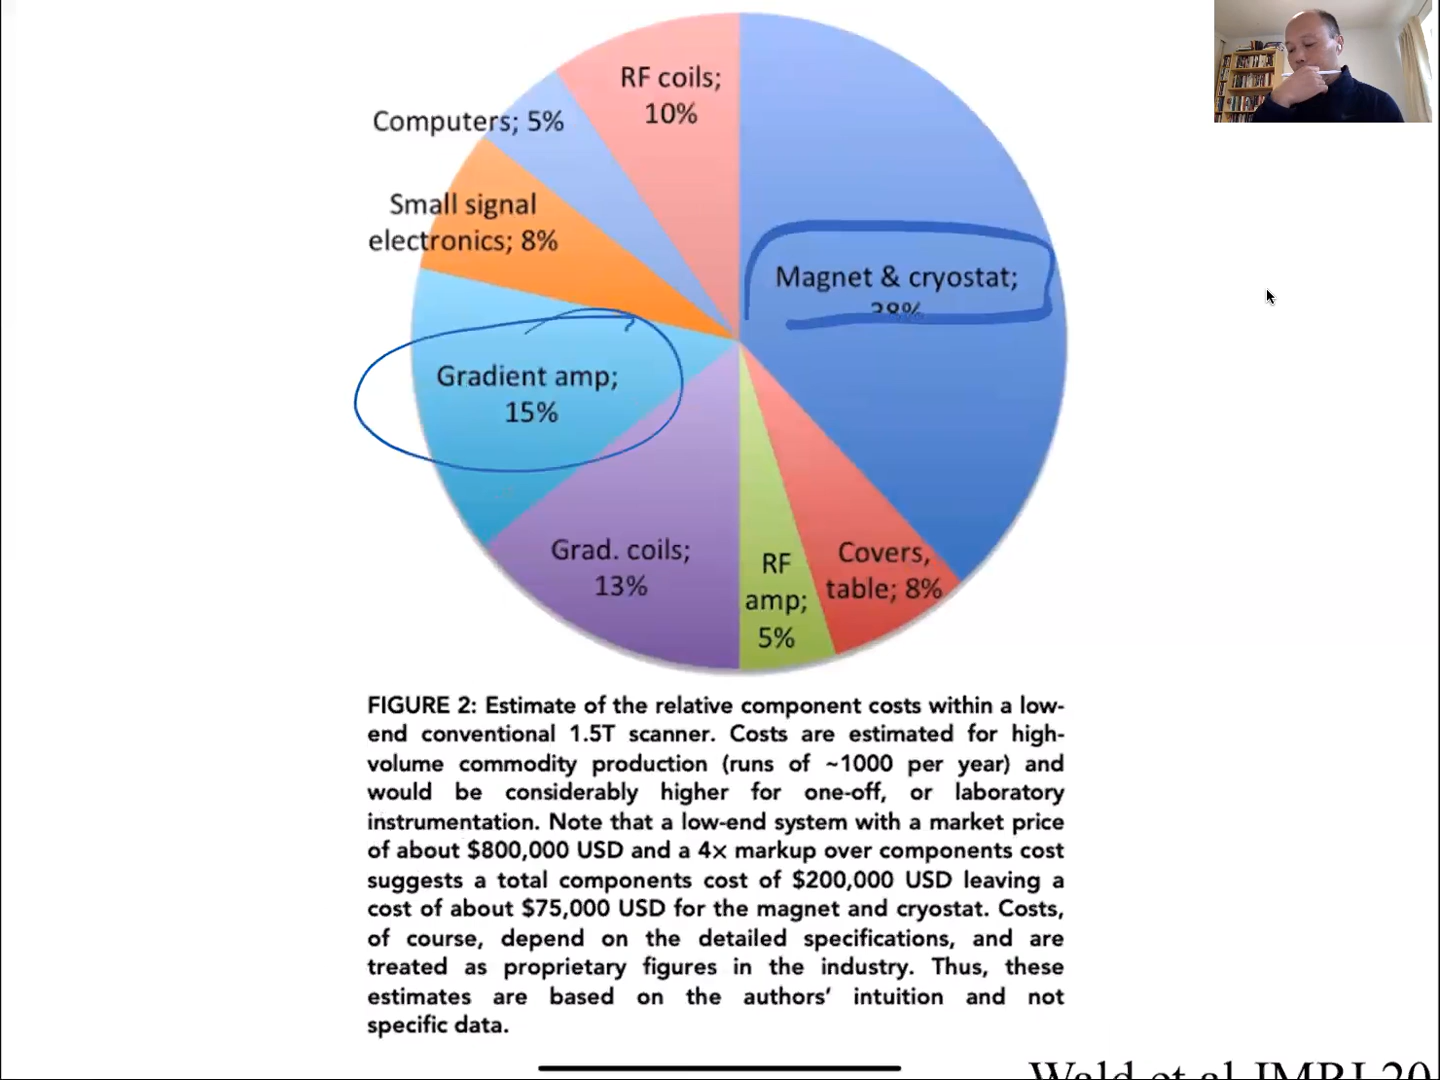 RF coils;
10%
Computers; 5%
Small signal
electronics; 8%
Magnet & cryostat;
38%
Gradient amp;
15%
Grad. coils;
13%
RF
amp;
5%
Covers,
table; 8%
FIGURE 2: Estimate of the relative component costs within a low-
end conventional 1.5T scanner. Costs are estimated for high-
volume commodity production (runs of ~1000 per year) and
would be considerably higher for one-off, or laboratory
instrumentation. Note that a low-end system with a market price
of about $800,000 USD and a 4× markup over components cost
suggests a total components cost of $200,000 USD leaving a
cost of about $75,000 USD for the magnet and cryostat. Costs,
of course, depend on the detailed specifications, and are
treated as proprietary figures in the industry. Thus, these
estimates are based on the authors' intuition and not
specific data.
Wald et al JMRI 20